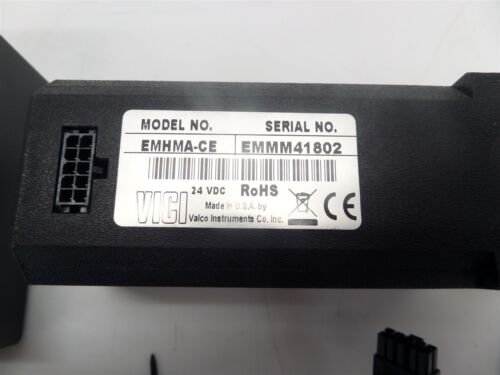 MODEL NO. SERIAL NO.
EMHMA-CE EMMM41802
24 VDC RoHS
VICI Made in U.S.A. by
Valco Instruments Co. Inc.
CE